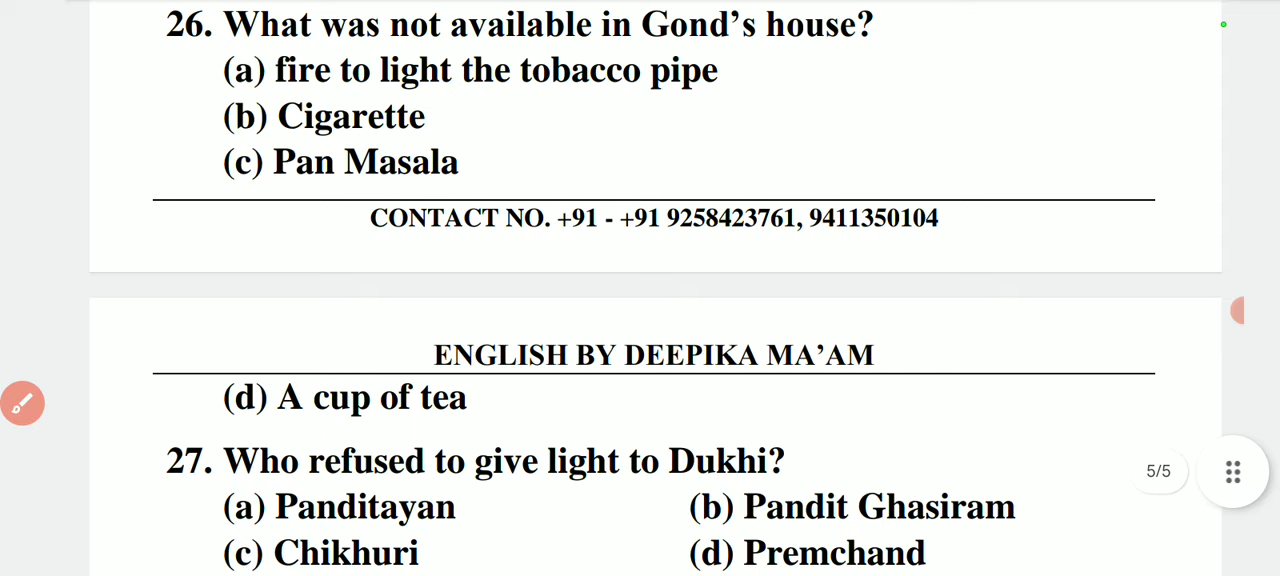 26. What was not available in Gond's house?
(a) fire to light the tobacco pipe
(b) Cigarette
(c) Pan Masala
CONTACT NO. +91 - +91 9258423761, 9411350104
ENGLISH BY DEEPIKA MA'AM
(d) A cup of tea
27. Who refused to give light to Dukhi?
5/5
(a) Panditayan (b) Pandit Ghasiram
(c) Chikhuri (d) Premchand